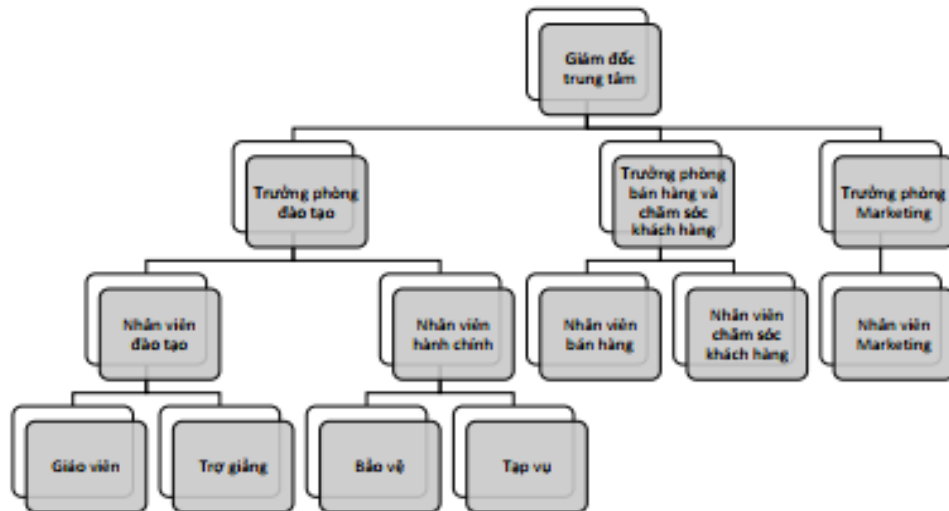 Giám đốc
trung tâm
Trưởng phòng
đào tạo
Trưởng phòng
bán hàng và
chăm sóc
khách hàng
Trưởng phòng
Marketing
Nhân viên
đào tạo
Nhân viên
hành chính
Nhân viên
bán hàng
Nhân viên
chăm sóc
khách hàng
Nhân viên
Marketing
Giáo viên
Trợ giảng
Bảo vệ
Tạp vụ